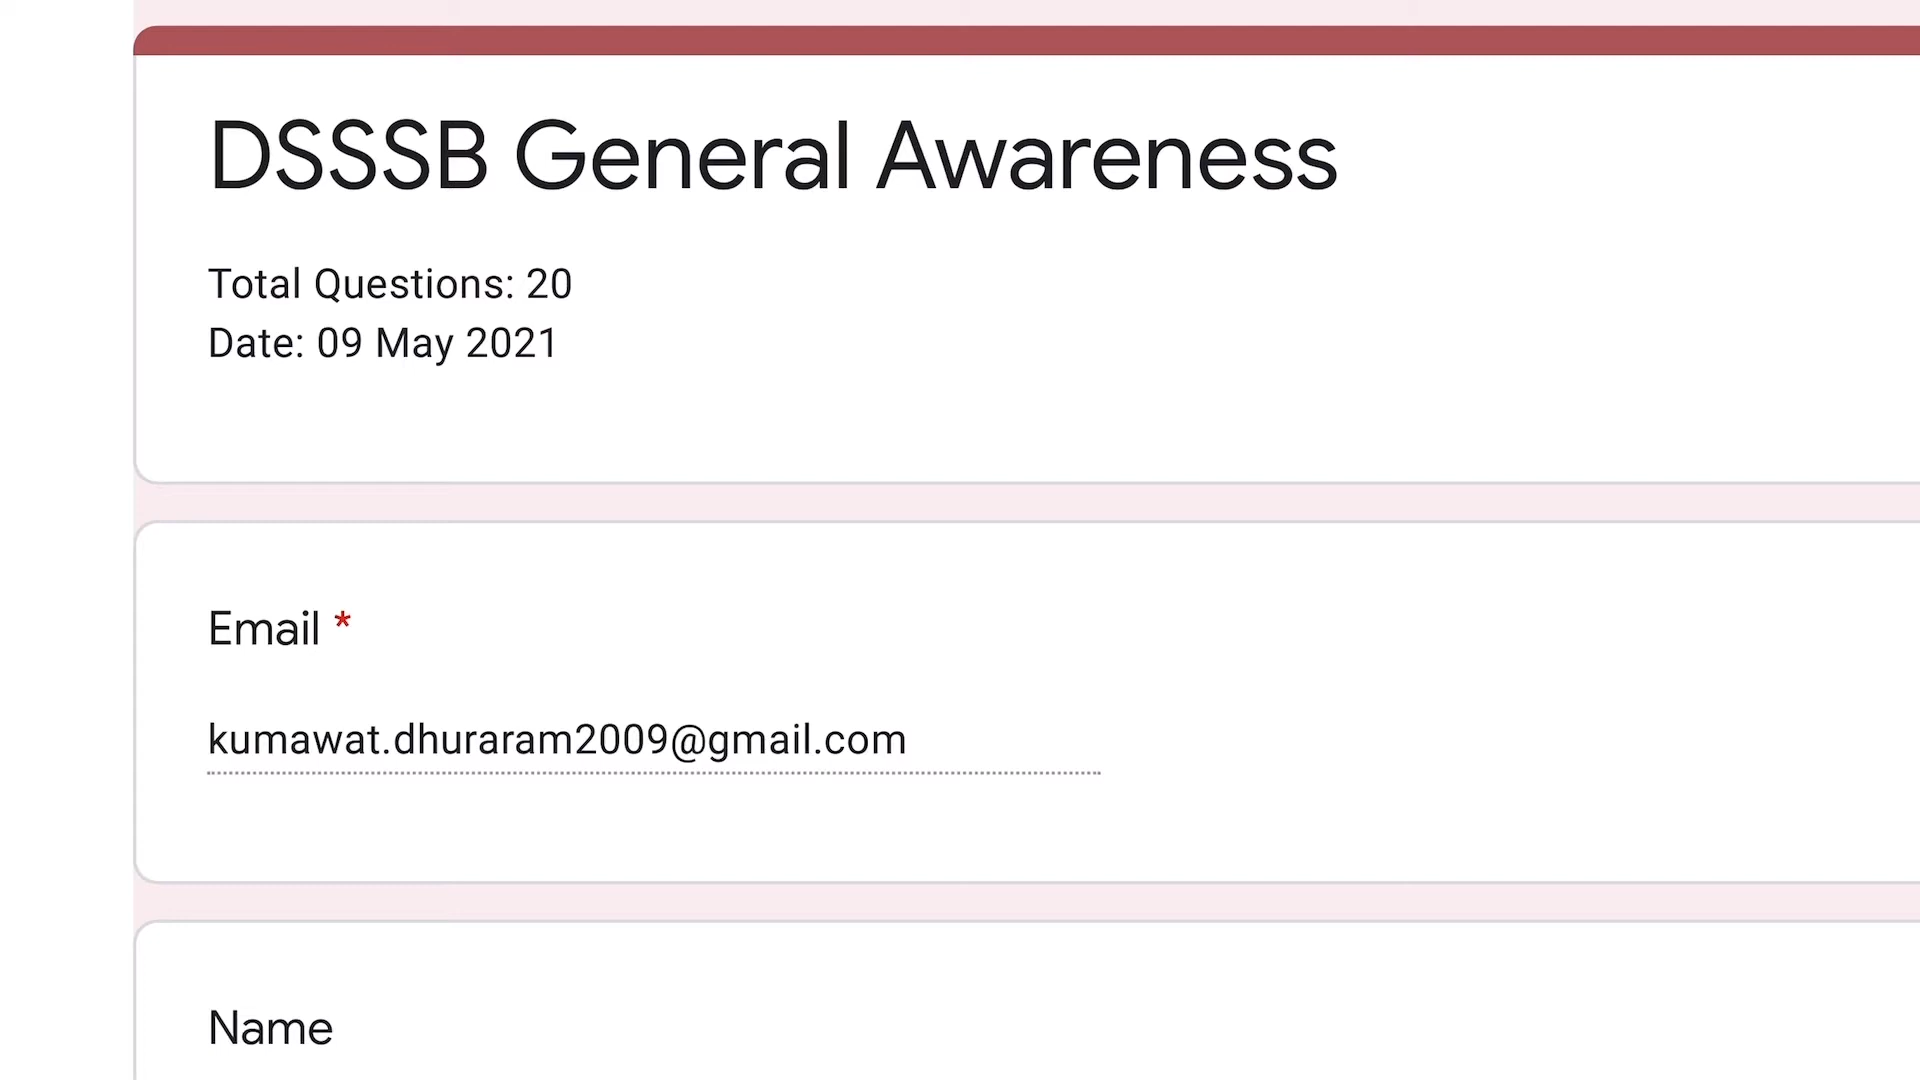 DSSSB General Awareness
Total Questions: 20
Date: 09 May 2021
Email *
kumawat.dhuraram2009@gmail.com
Name